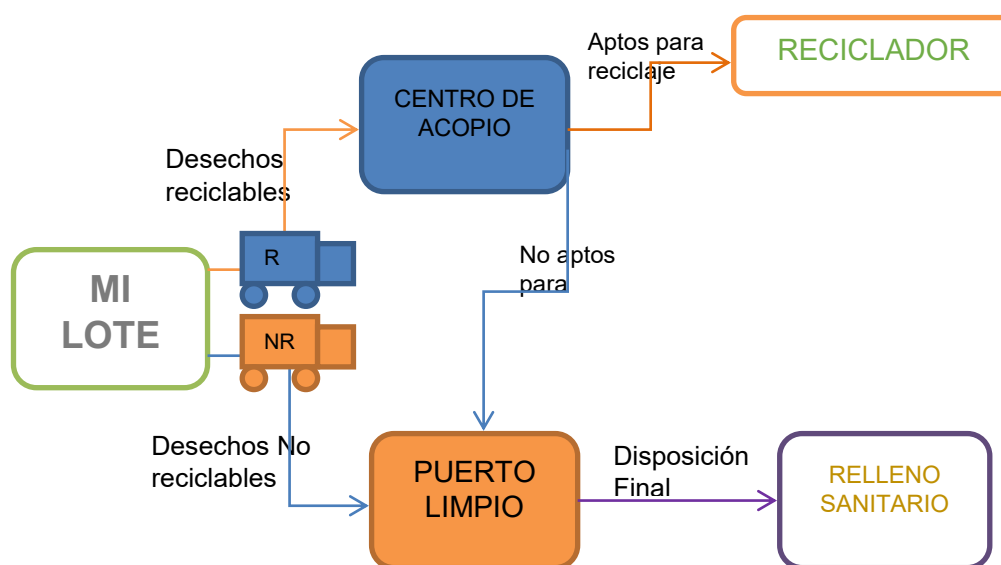 Aptos para
reciclaje
RECICLADOR
CENTRO DE
ACOPIO
Desechos
reciclables
R
No aptos
para
MI
LOTE
NR
Desechos No
reciclables
PUERTO
LIMPIO
Disposición
Final
RELLENO
SANITARIO